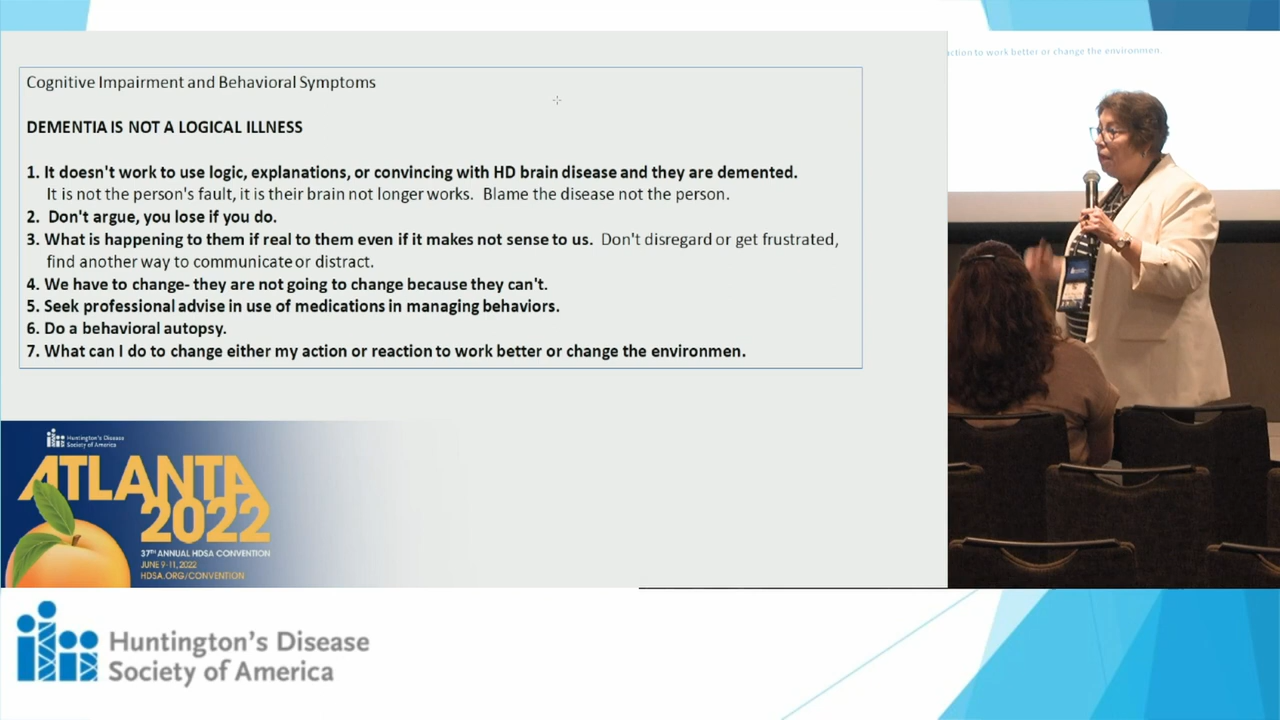 Cognitive Impairment and Behavioral Symptoms
DEMENTIA IS NOT A LOGICAL ILLNESS
1. It doesn't work to use logic, explanations, or convincing with HD brain disease and they are demented.
It is not the person's fault, it is their brain not longer works. Blame the disease not the person.
2. Don't argue, you lose if you do.
3. What is happening to them if real to them even if it makes not sense to us. Don't disregard or get frustrated,
find another way to communicate or distract.
4. We have to change- they are not going to change because they can't.
5. Seek professional advise in use of medications in managing behaviors.
6. Do a behavioral autopsy.
7. What can I do to change either my action or reaction to work better or change the environmen.
action to work better or change the environmen.
Huntington's Disease
Society of America
ATLANTA
2022
37TH ANNUAL HDSA CONVENTION
JUNE 9-11, 2022
HDSA.ORG/CONVENTION
Huntington's Disease
Society of America